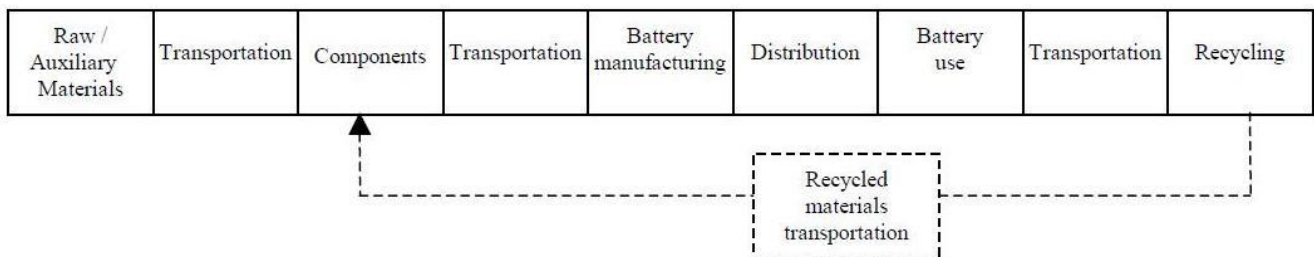 Raw /
Auxiliary
Materials
Transportation
Components
Transportation
Battery
manufacturing
Distribution
Battery
use
Transportation
Recycling
Recycled
materials
transportation